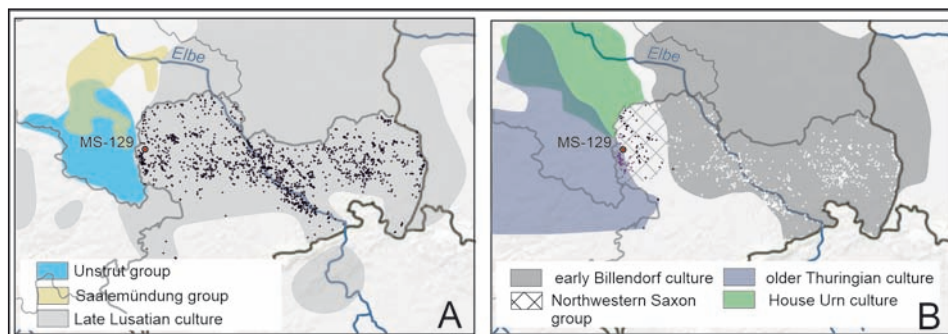 Elbe
MS-129
Unstrut group
Saalemündung group
Late Lusatian culture
A
Elbe
MS-129
early Billendorf culture
Northwestern Saxon
group
older Thuringian culture
House Urn culture
B